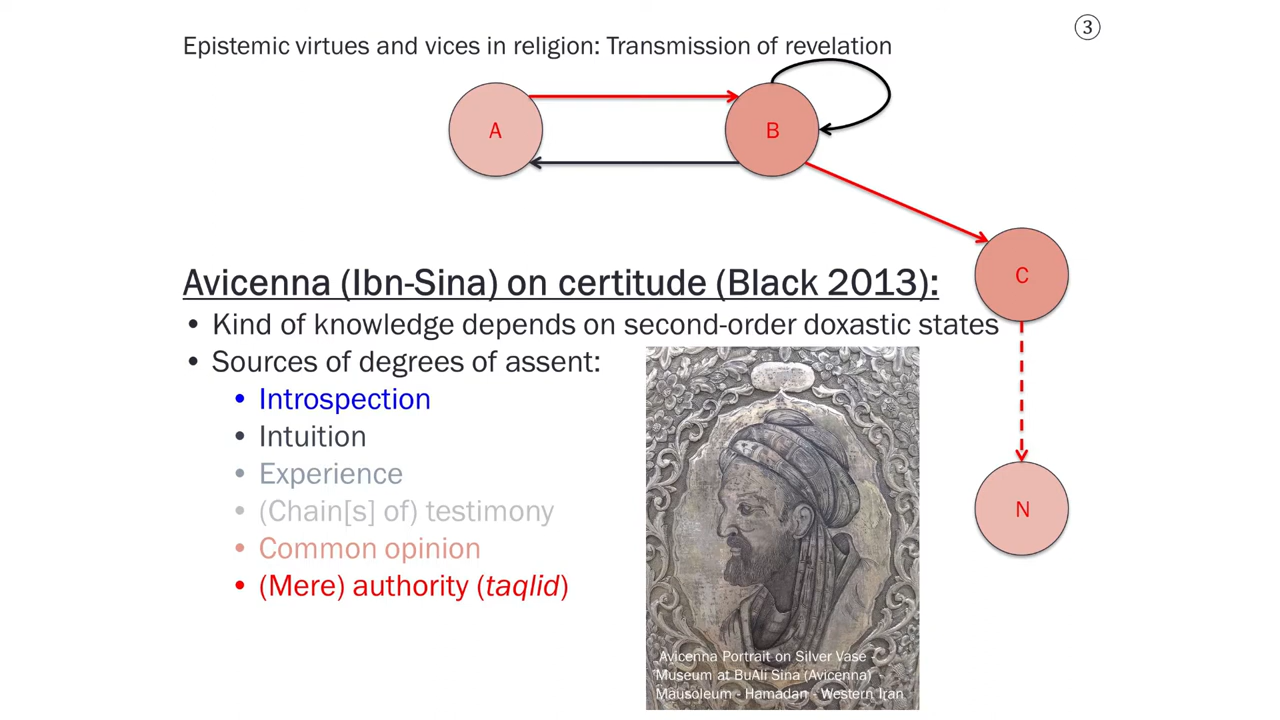 ③
Epistemic virtues and vices in religion: Transmission of revelation
A
B
C
Avicenna (Ibn-Sina) on certitude (Black 2013):
• Kind of knowledge depends on second-order doxastic states
• Sources of degrees of assent:
• Introspection
• Intuition
• Experience
• (Chain[s] of) testimony
• Common opinion
• (Mere) authority (taqlid)
N
Avicenna Portrait on Silver Vase -
Museum at BuAli Sina (Avicenna)
Mausoleum - Hamadan - Western Iran